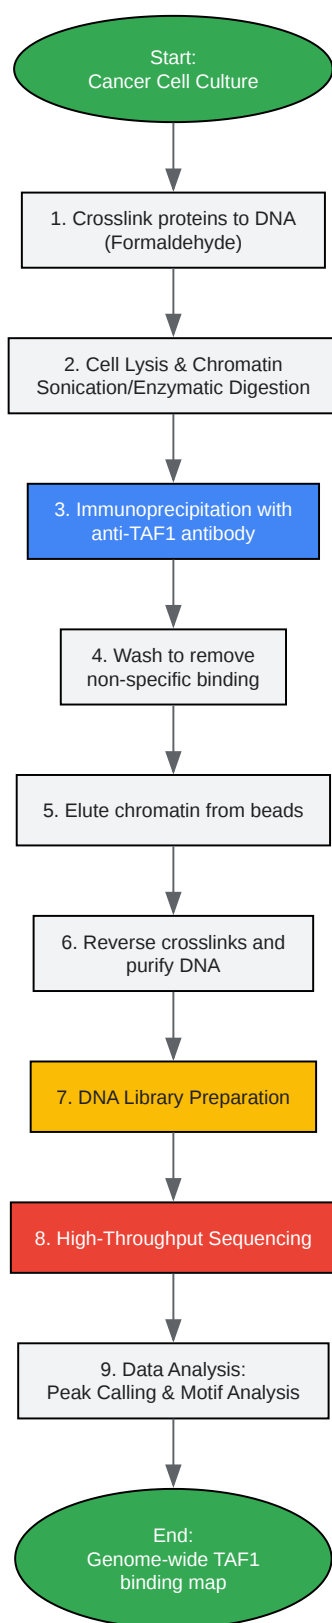 Start:
Cancer Cell Culture
1. Crosslink proteins to DNA
(Formaldehyde)
2. Cell Lysis & Chromatin
Sonication/Enzymatic Digestion
3. Immunoprecipitation with
anti-TAF1 antibody
4. Wash to remove
non-specific binding
5. Elute chromatin from beads
6. Reverse crosslinks and
purify DNA
7. DNA Library Preparation
8. High-Throughput Sequencing
9. Data Analysis:
Peak Calling & Motif Analysis
End:
Genome-wide TAF1
binding map